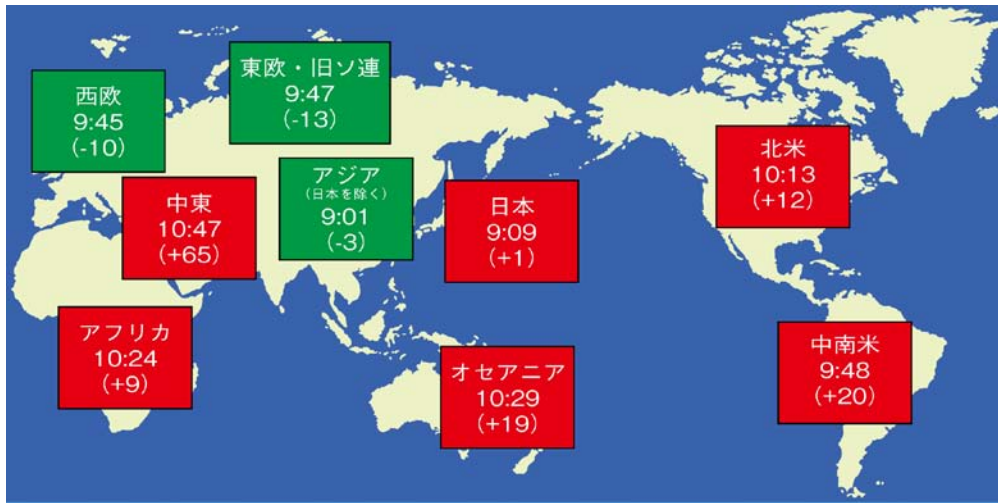 西欧
9:45
(-10)
東欧・旧ソ連
9:47
(-13)
中東
10:47
(+65)
アジア
(日本を除く)
9:01
(-3)
日本
9:09
(+1)
北米
10:13
(+12)
アフリカ
10:24
(+9)
オセアニア
10:29
(+19)
中南米
9:48
(+20)